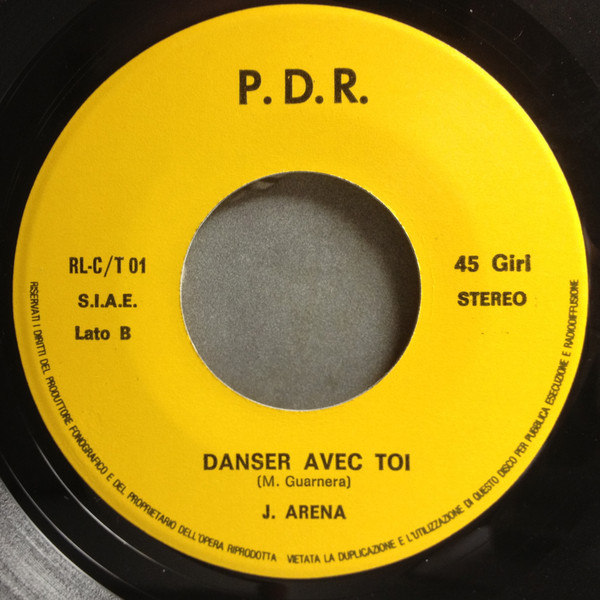 P. D. R.
RL-C/T 01
S.I.A.E.
Lato B
45 Giri
STEREO
DANSER AVEC TOI
(M. Guarnera)
J. ARENA
RISERVATI I DIRITTI DEL PRODUTTORE FONOGRAFICO E DEL PROPRIETARIO DELL'OPERA RIPRODOTTA VIETATA LA DUPLICAZIONE E L'UTILIZZAZIONE DI QUESTO DISCO PER PUBBLICA ESECUZIONE E RADIODIFFUSIONE